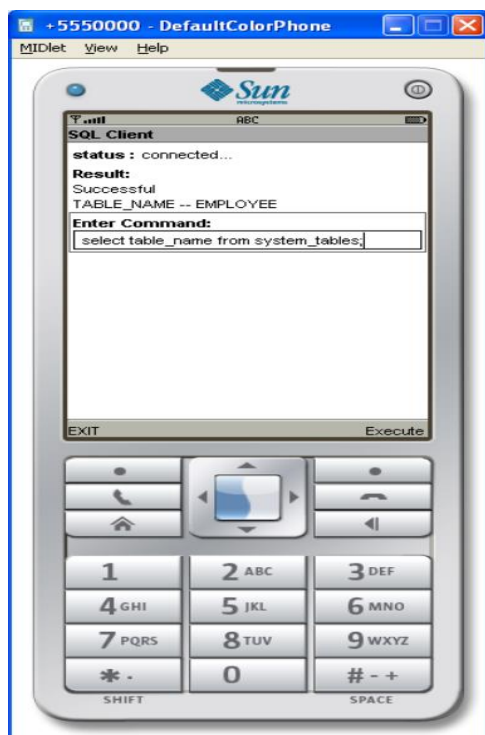 +5550000 - DefaultColorPhone
MIDlet View Help
Sun
microsystems
ABC
SQL Client
status : connected...
Result:
Successful
TABLE_NAME -- EMPLOYEE
Enter Command:
select table_name from system_tables;
EXIT Execute
1 2 ABC 3 DEF
4 GHI 5 JKL 6 MNO
7 PQRS 8 TUV 9 WXYZ
* . 0 # - +
SHIFT SPACE